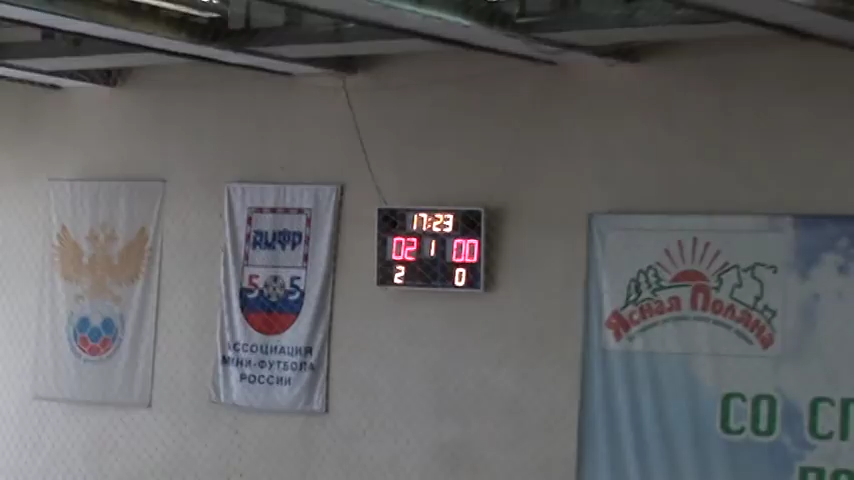 АМФР
5 5
АССОЦИАЦИЯ
МИНИ-ФУТБОЛА
РОССИИ
17:23
02 1 00
2 0
Ясная Поляна
СО СП